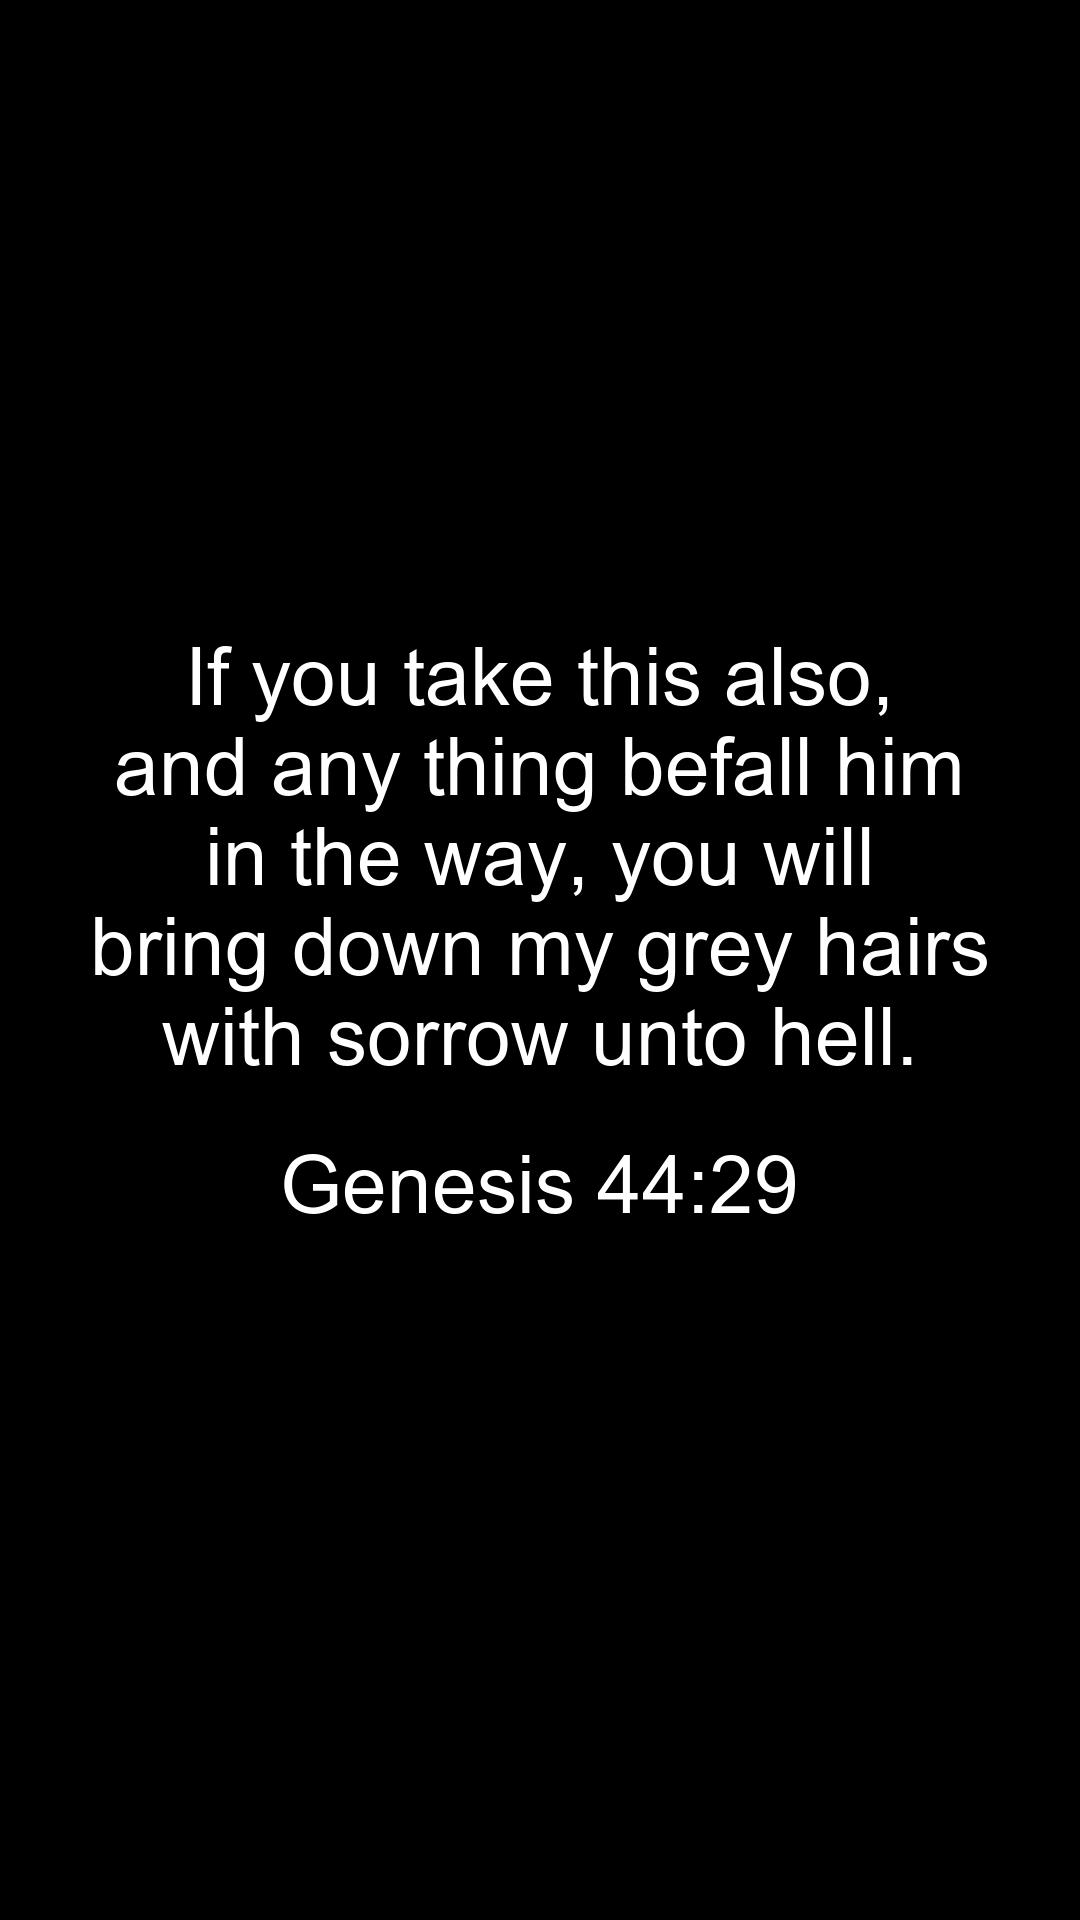 If you take this also,
and any thing befall him
in the way, you will
bring down my grey hairs
with sorrow unto hell.
Genesis 44:29